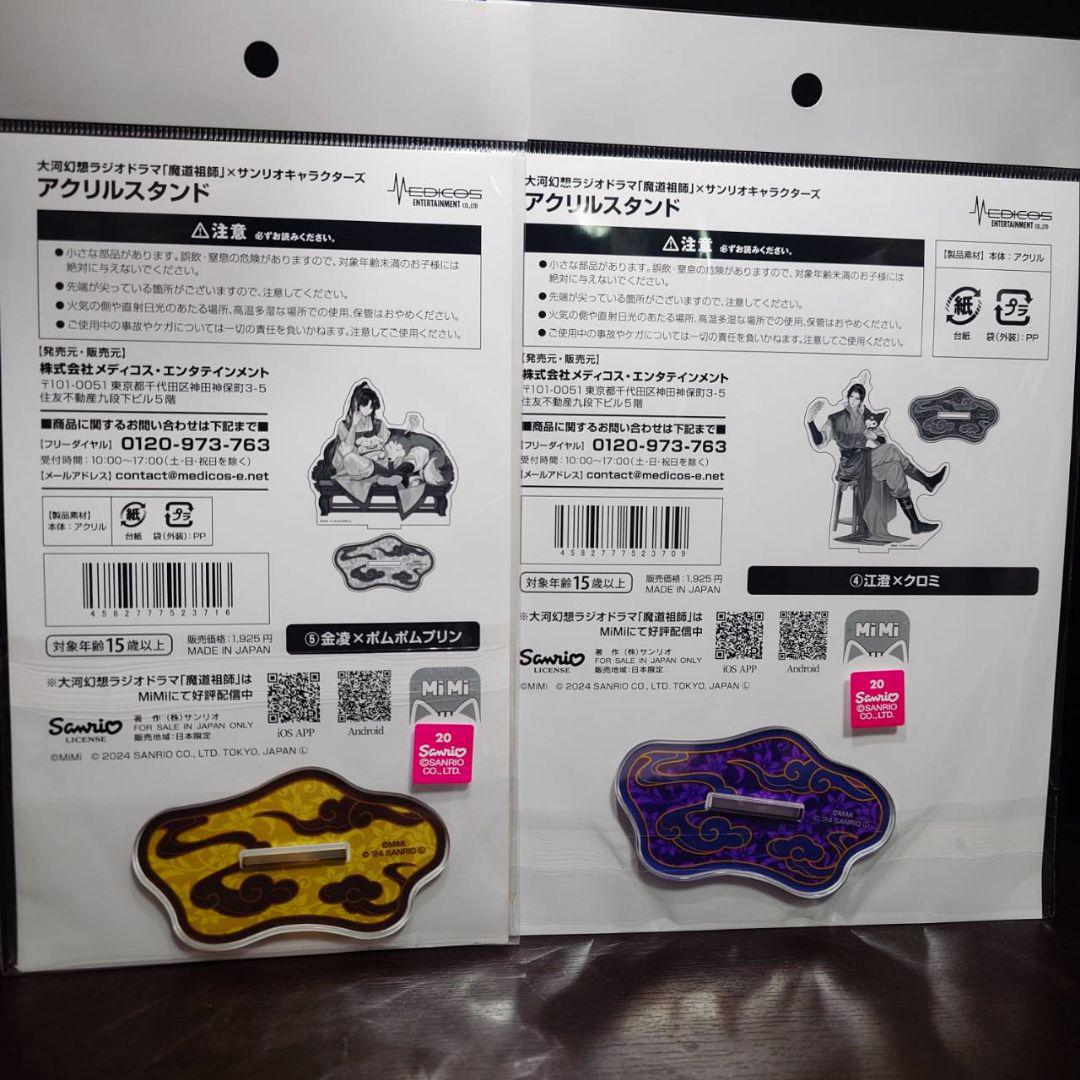 大河幻想ラジオドラマ「魔道祖師」×サンリオキャラクターズ
アクリルスタンド
MEDICOS
ENTERTAINMENT CO.,LTD
⚠注意 必ずお読みください。
●小さな部品があります。誤飲・窒息の危険がありますので、対象年齢未満のお子様には
絶対に与えないでください。
●先端が尖っている箇所がございますので、注意してください。
●火気の側や直射日光のあたる場所、高温多湿な場所での使用、保管はおやめください。
●ご使用中の事故やケガについては一切の責任を負いかねます。注意してご使用ください。
【発売元・販売元】
株式会社メディコス・エンタテインメント
〒101-0051 東京都千代田区神田神保町3-5
住友不動産九段下ビル5階
■商品に関するお問い合わせは下記まで■
【フリーダイヤル】 0120-973-763
受付時間：10:00〜17:00(土・日・祝日を除く)
【メールアドレス】contact@medicos-e.net
【製品素材】
本体：アクリル
紙
台紙
プラ
袋(外装)：PP
4582777523716
対象年齢15歳以上
販売価格：1,925円
MADE IN JAPAN
⑤金凌×ポムポムプリン
※大河幻想ラジオドラマ「魔道祖師」は
MiMiにて好評配信中
iOS APP
Android
MiMi
Sanrio
LICENSE
著 作 (株)サンリオ
FOR SALE IN JAPAN ONLY
販売地域：日本限定
©MiMi © 2024 SANRIO CO., LTD. TOKYO, JAPAN Ⓛ
20
Sanrio
©SANRIO
CO., LTD.
©MiMi
© '24 SANRIO Ⓛ
大河幻想ラジオドラマ「魔道祖師」×サンリオキャラクターズ
アクリルスタンド
MEDICOS
ENTERTAINMENT CO.,LTD
⚠注意 必ずお読みください。
●小さな部品があります。誤飲・窒息の危険がありますので、対象年齢未満のお子様には
絶対に与えないでください。
●先端が尖っている箇所がございますので、注意してください。
●火気の側や直射日光のあたる場所、高温多湿な場所での使用、保管はおやめください。
●ご使用中の事故やケガについては一切の責任を負いかねます。注意してご使用ください。
【製品素材】本体：アクリル
紙
台紙
プラ
袋(外装)：PP
【発売元・販売元】
株式会社メディコス・エンタテインメント
〒101-0051 東京都千代田区神田神保町3-5
住友不動産九段下ビル5階
■商品に関するお問い合わせは下記まで■
【フリーダイヤル】 0120-973-763
受付時間：10:00〜17:00(土・日・祝日を除く)
【メールアドレス】contact@medicos-e.net
4582777523709
対象年齢15歳以上
販売価格：1,925円
MADE IN JAPAN
④江澄×クロミ
※大河幻想ラジオドラマ「魔道祖師」は
MiMiにて好評配信中
iOS APP
Android
MiMi
Sanrio
LICENSE
著 作 (株)サンリオ
FOR SALE IN JAPAN ONLY
販売地域：日本限定
©MiMi © 2024 SANRIO CO., LTD. TOKYO, JAPAN Ⓛ
20
Sanrio
©SANRIO
CO., LTD.
©MiMi
© '24 SANRIO Ⓛ